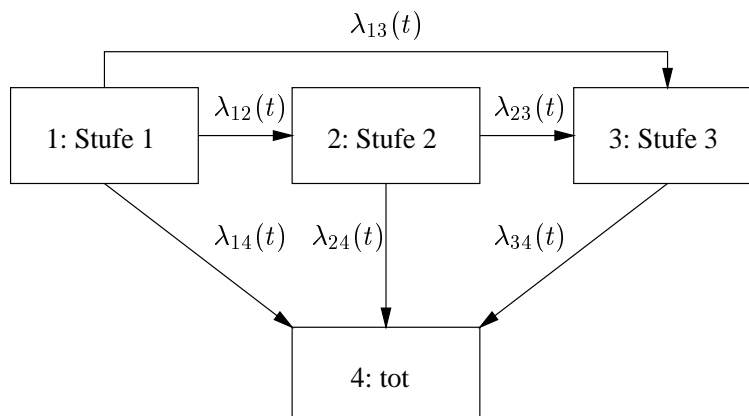 λ₁₃(t)
λ₁₂(t) λ₂₃(t)
1: Stufe 1 2: Stufe 2 3: Stufe 3
λ₁₄(t) λ₂₄(t) λ₃₄(t)
4: tot